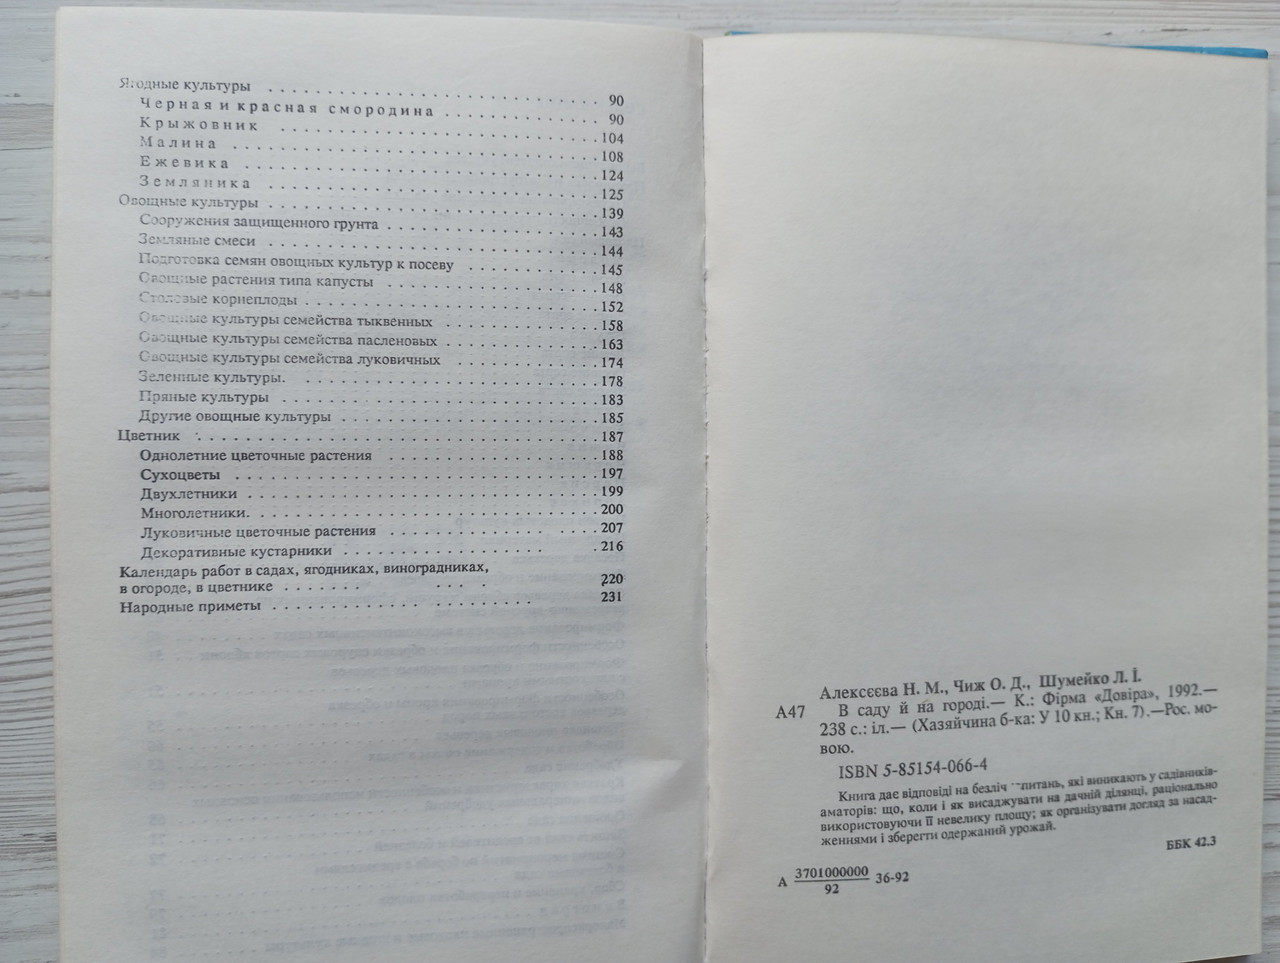 Ягодные культуры . . . . . . . . . . . . . . . . . . . . . . . . . . . . 90
Черная и красная смородина . . . . . . . . . . . . . 90
Крыжовник . . . . . . . . . . . . . . . . . . . . . . . . . . . 104
Малина . . . . . . . . . . . . . . . . . . . . . . . . . . . . . . 108
Ежевика . . . . . . . . . . . . . . . . . . . . . . . . . . . . . 124
Земляника . . . . . . . . . . . . . . . . . . . . . . . . . . . 125
Овощные культуры . . . . . . . . . . . . . . . . . . . . . . . . . . . . 139
Сооружения защищенного грунта . . . . . . . . . . . . . . . . . . 143
Земляные смеси . . . . . . . . . . . . . . . . . . . . . . . . . . . . 144
Подготовка семян овощных культур к посеву . . . . . . . . . . . 145
Овощные растения типа капусты . . . . . . . . . . . . . . . . . . . 148
Столовые корнеплоды . . . . . . . . . . . . . . . . . . . . . . . . . 152
Овощные культуры семейства тыквенных . . . . . . . . . . . . . 158
Овощные культуры семейства пасленовых . . . . . . . . . . . . . 163
Овощные культуры семейства луковичных . . . . . . . . . . . . . 174
Зеленные культуры. . . . . . . . . . . . . . . . . . . . . . . . . . . 178
Пряные культуры . . . . . . . . . . . . . . . . . . . . . . . . . . . . 183
Другие овощные культуры . . . . . . . . . . . . . . . . . . . . . . 185
Цветник . . . . . . . . . . . . . . . . . . . . . . . . . . . . . . . . . . 187
Однолетние цветочные растения . . . . . . . . . . . . . . . . . . 188
Сухоцветы . . . . . . . . . . . . . . . . . . . . . . . . . . . . . . . . 197
Двухлетники . . . . . . . . . . . . . . . . . . . . . . . . . . . . . . 199
Многолетники. . . . . . . . . . . . . . . . . . . . . . . . . . . . . . 200
Луковичные цветочные растения . . . . . . . . . . . . . . . . . . 207
Декоративные кустарники . . . . . . . . . . . . . . . . . . . 216
Календарь работ в садах, ягодниках, виноградниках,
в огороде, в цветнике . . . . . . . . . . . 220
Народные приметы . . . . . . . . . . . . . . . . . . . . . . 231
Алексєєва Н. М., Чиж О. Д., Шумейко Л. І.
А47 В саду й на городі.— К.: Фірма «Довіра», 1992.—
238 с.: іл.— (Хазяйчина б-ка: У 10 кн.; Кн. 7).—Рос. мо-
вою.
ISBN 5-85154-066-4
Книга дає відповіді на безліч питань, які виникають у садівників-
аматорів: що, коли і як висаджувати на дачній ділянці, раціонально
використовуючи її невелику площу; як організувати догляд за насад-
женнями і зберегти одержаний урожай.
ББК 42.3
А 3701000000 36-92
92